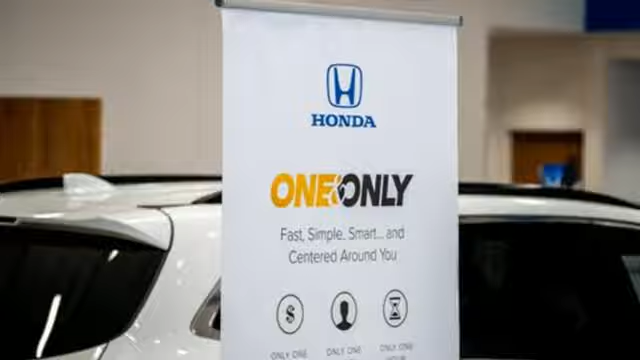 HONDA
ONE&ONLY
Fast, Simple. Smart... and
Centered Around You
$
ONLY ONE ONLY ONE ONLY ONE